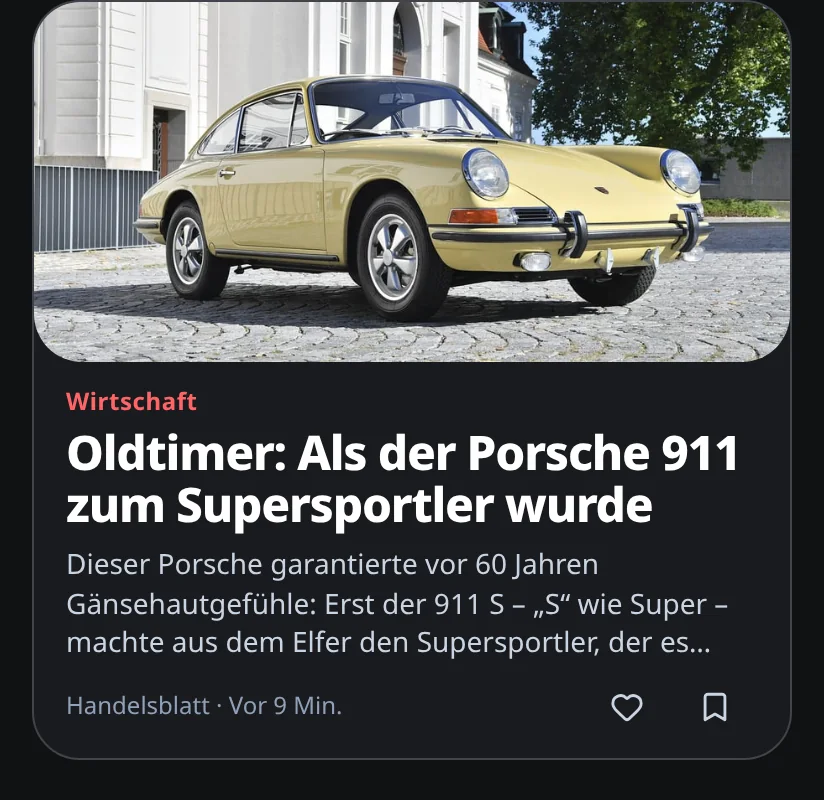 Wirtschaft
Oldtimer: Als der Porsche 911
zum Supersportler wurde
Dieser Porsche garantierte vor 60 Jahren
Gänsehautgefühle: Erst der 911 S – „S“ wie Super –
machte aus dem Elfer den Supersportler, der es...
Handelsblatt · Vor 9 Min.